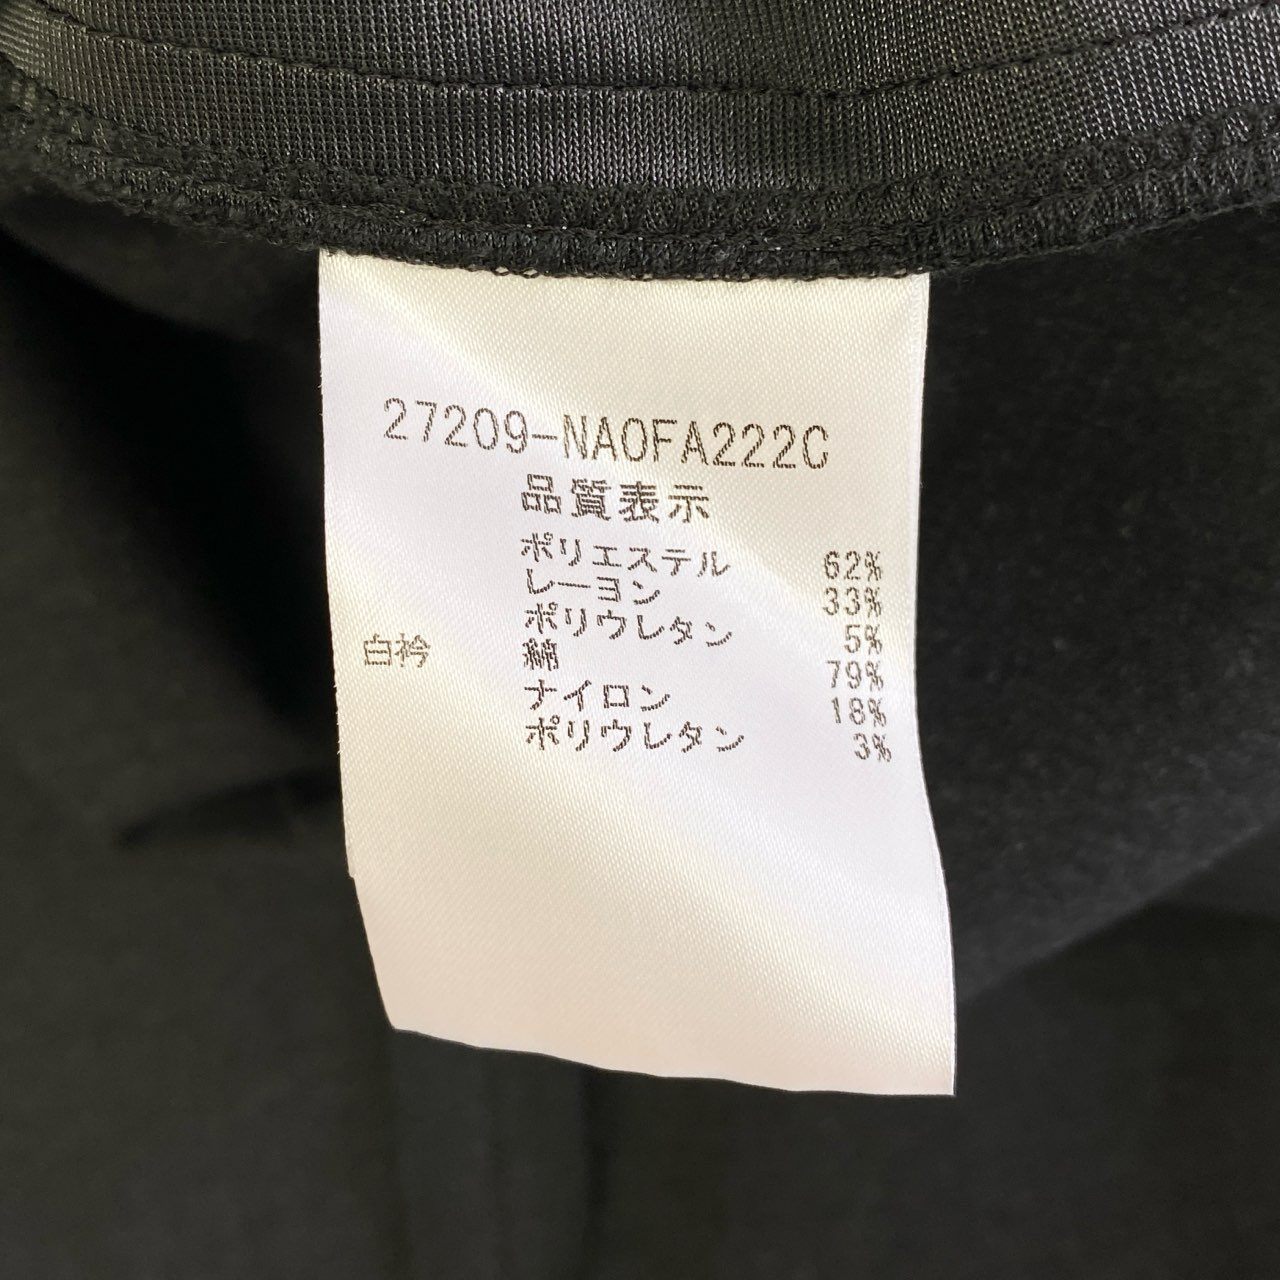 27209-NAOFA222C
品質表示
ポリエステル 62%
レーヨン 33%
ポリウレタン 5%
白衿 綿 79%
ナイロン 18%
ポリウレタン 3%